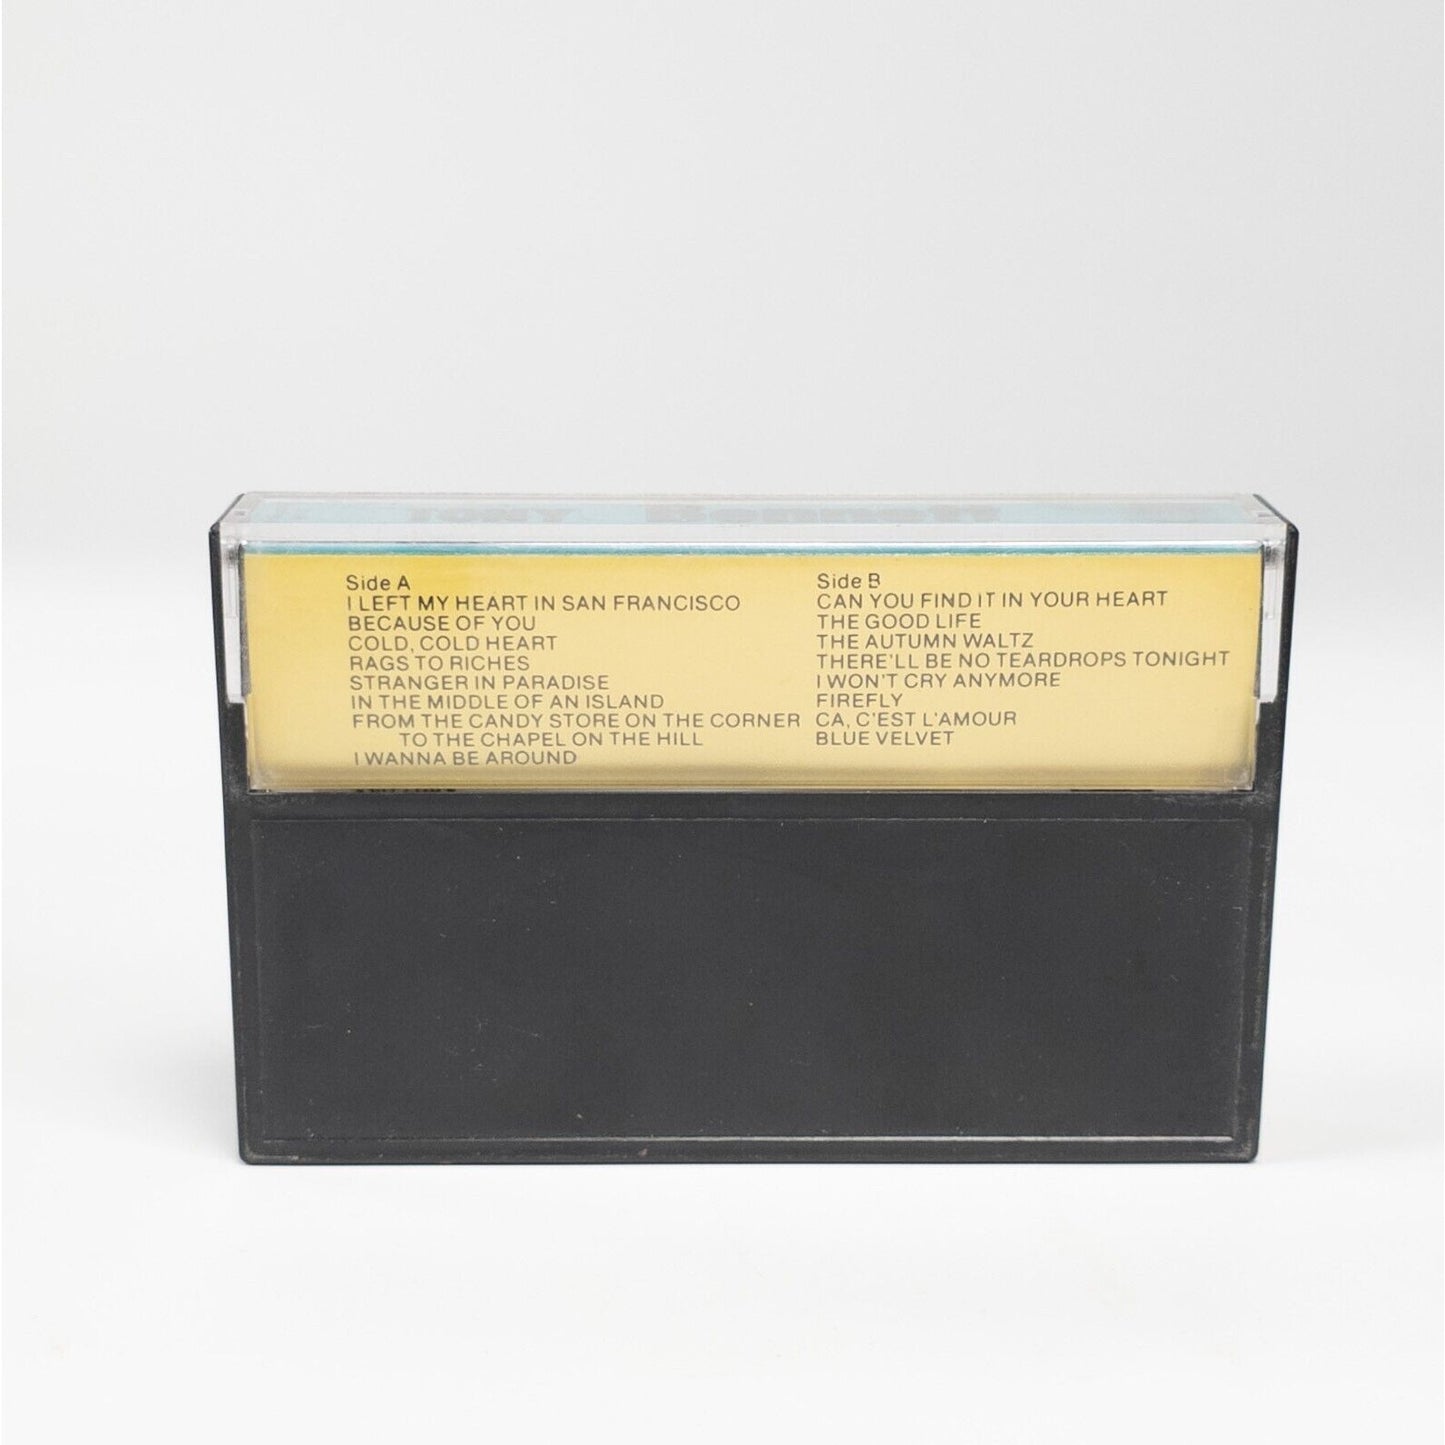 Tony Bennett
Side A
I LEFT MY HEART IN SAN FRANCISCO
BECAUSE OF YOU
COLD, COLD HEART
RAGS TO RICHES
STRANGER IN PARADISE
IN THE MIDDLE OF AN ISLAND
FROM THE CANDY STORE ON THE CORNER
TO THE CHAPEL ON THE HILL
I WANNA BE AROUND
Side B
CAN YOU FIND IT IN YOUR HEART
THE GOOD LIFE
THE AUTUMN WALTZ
THERE'LL BE NO TEARDROPS TONIGHT
I WON'T CRY ANYMORE
FIREFLY
CA, C'EST L'AMOUR
BLUE VELVET